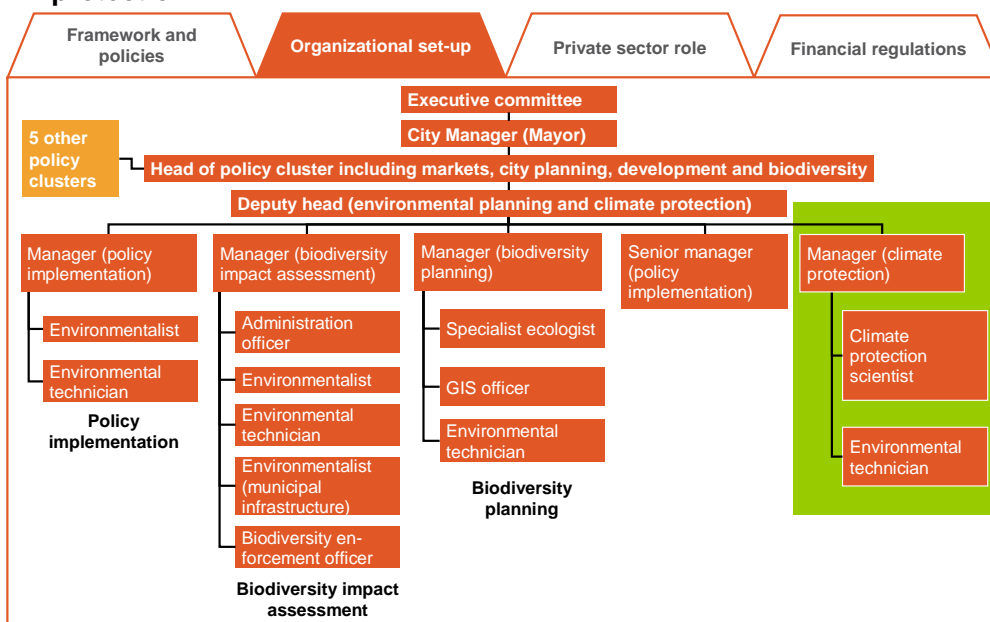 Framework and
policies
Organizational set-up
Private sector role
Financial regulations
Executive committee
City Manager (Mayor)
5 other
policy
clusters
Head of policy cluster including markets, city planning, development and biodiversity
Deputy head (environmental planning and climate protection)
Manager (policy
implementation)
Environmentalist
Environmental
technician
Policy
implementation
Manager (biodiversity
impact assessment)
Administration
officer
Environmentalist
Environmental
technician
Environmentalist
(municipal
infrastructure)
Biodiversity en-
forcement officer
Biodiversity impact
assessment
Manager (biodiversity
planning)
Specialist ecologist
GIS officer
Environmental
technician
Biodiversity
planning
Senior manager
(policy
implementation)
Manager (climate
protection)
Climate
protection
scientist
Environmental
technician